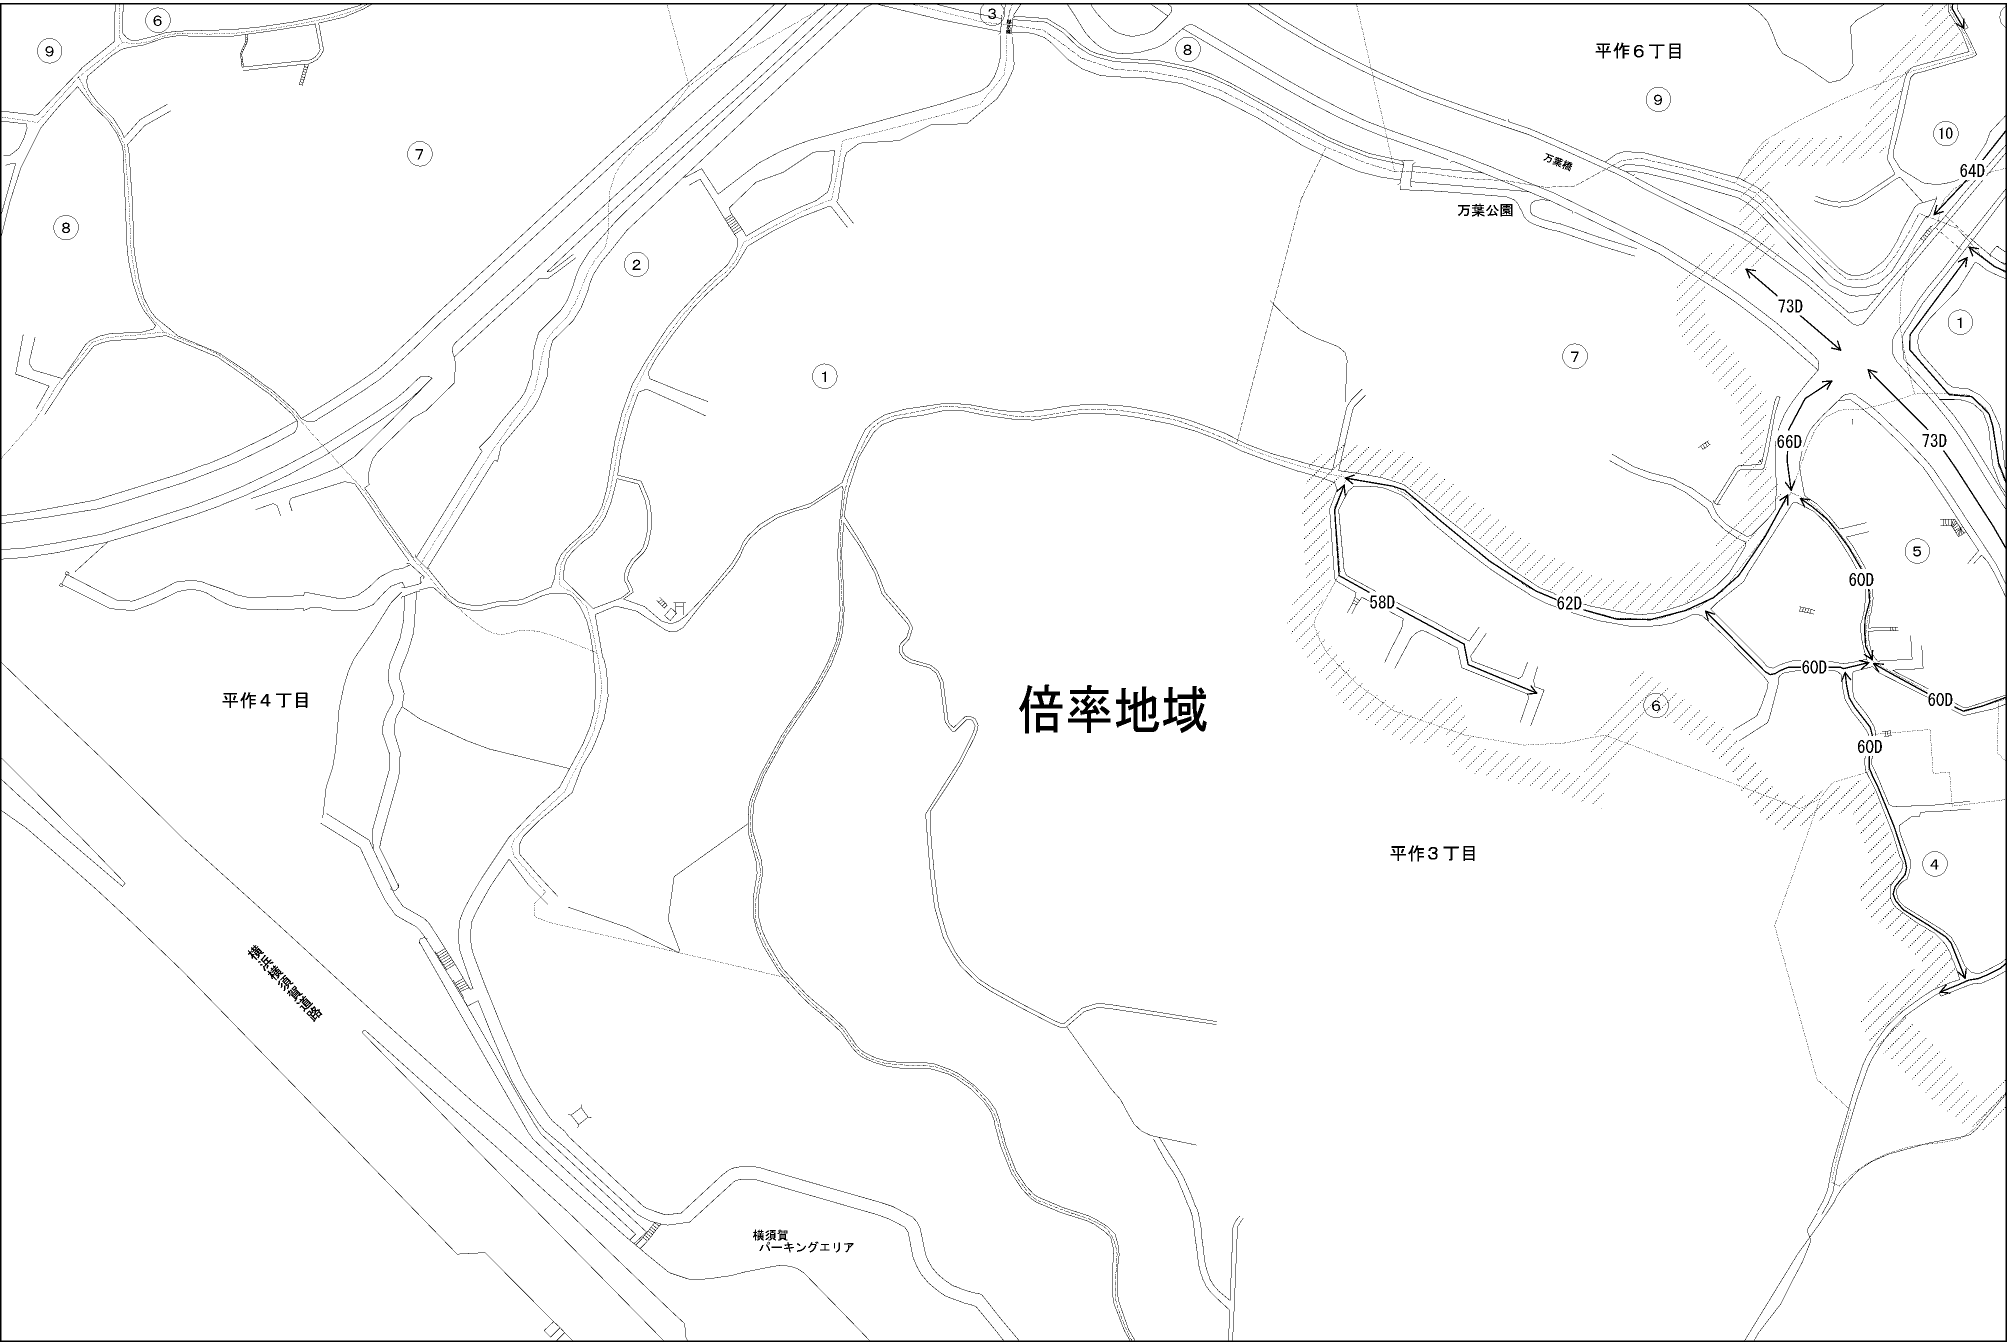 ⑥
③
⑨
⑧
平作６丁目
⑨
⑦
⑩
万葉橋
64D
万葉公園
⑧
②
73D
①
⑦
①
66D
73D
⑤
60D
58D
62D
60D
60D
平作４丁目
倍率地域
⑥
60D
平作３丁目
④
横浜横須賀道路
横須賀
パーキングエリア